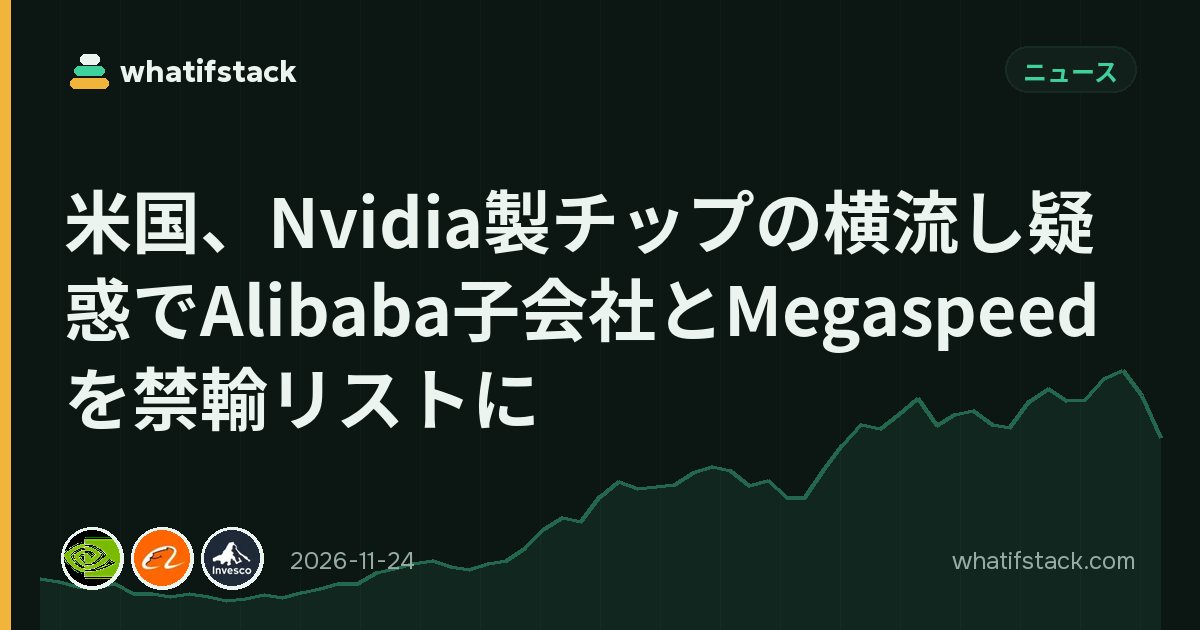 whatifstack
ニュース
米国、Nvidia製チップの横流し疑
惑でAlibaba子会社とMegaspeed
を禁輸リストに
Invesco
2026-11-24
whatifstack.com